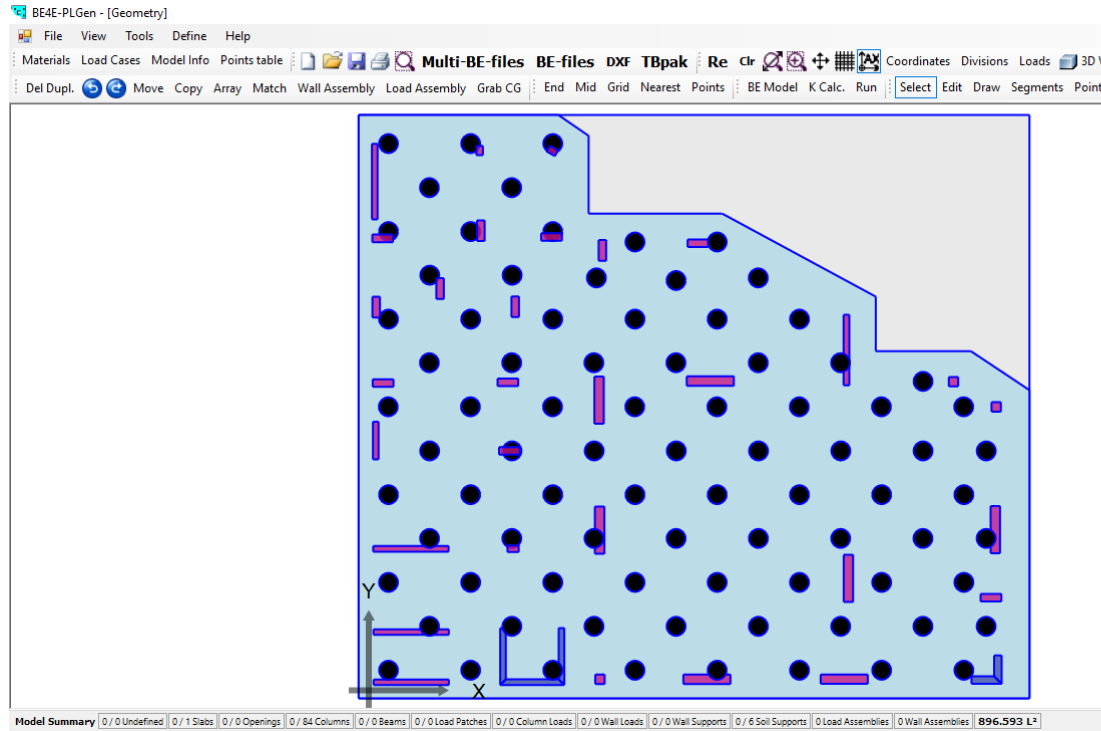 BE4E-PLGen - [Geometry]
File View Tools Define Help
Materials Load Cases Model Info Points table Multi-BE-files BE-files DXF TBpak Re Clr Coordinates Divisions Loads 3D
Del Dupl. Move Copy Array Match Wall Assembly Load Assembly Grab CG End Mid Grid Nearest Points BE Model K Calc. Run Select Edit Draw Segments Point
Y
X
Model Summary 0 / 0 Undefined 0 / 1 Slabs 0 / 0 Openings 0 / 84 Columns 0 / 0 Beams 0 / 0 Load Patches 0 / 0 Column Loads 0 / 0 Wall Loads 0 / 0 Wall Supports 0 / 6 Soil Supports 0 Load Assemblies 0 Wall Assemblies 896.593 L²